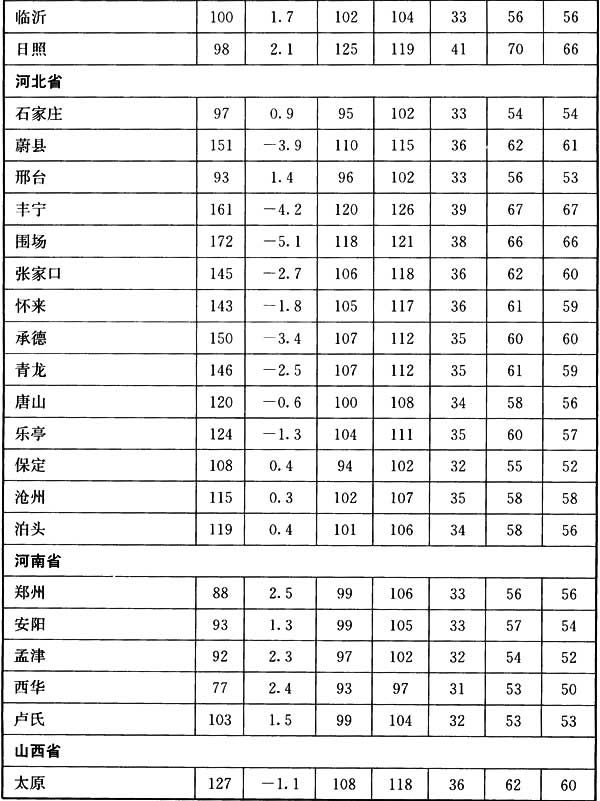 临沂 100 1.7 102 104 33 56 56
日照 98 2.1 125 119 41 70 66
河北省
石家庄 97 0.9 95 102 33 54 54
蔚县 151 -3.9 110 115 36 62 61
邢台 93 1.4 96 102 33 56 53
丰宁 161 -4.2 120 126 39 67 67
围场 172 -5.1 118 121 38 66 66
张家口 145 -2.7 106 118 36 62 60
怀来 143 -1.8 105 117 36 61 59
承德 150 -3.4 107 112 35 60 60
青龙 146 -2.5 107 112 35 61 59
唐山 120 -0.6 100 108 34 58 56
乐亭 124 -1.3 104 111 35 60 57
保定 108 0.4 94 102 32 55 52
沧州 115 0.3 102 107 35 58 58
泊头 119 0.4 101 106 34 58 56
河南省
郑州 88 2.5 99 106 33 56 56
安阳 93 1.3 99 105 33 57 54
孟津 92 2.3 97 102 32 54 52
西华 77 2.4 93 97 31 53 50
卢氏 103 1.5 99 104 32 53 53
山西省
太原 127 -1.1 108 118 36 62 60